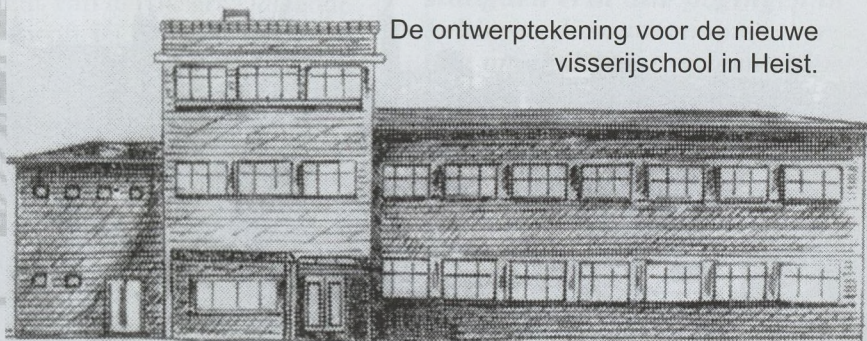 De ontwerptekening voor de nieuwe
visserijschool in Heist.